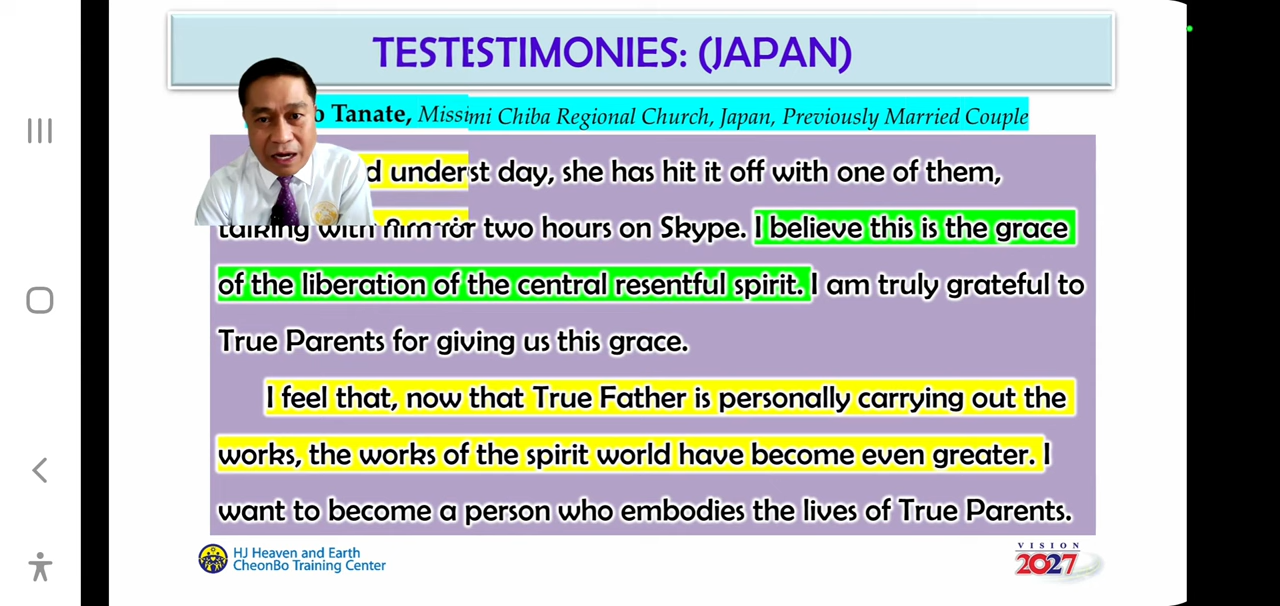 TESTESTIMONIES: (JAPAN)
o Tanate, Missimi Chiba Regional Church, Japan, Previously Married Couple
d underst day, she has hit it off with one of them,
talking with him for two hours on Skype. I believe this is the grace
of the liberation of the central resentful spirit. I am truly grateful to
True Parents for giving us this grace.
I feel that, now that True Father is personally carrying out the
works, the works of the spirit world have become even greater. I
want to become a person who embodies the lives of True Parents.
HJ Heaven and Earth
CheonBo Training Center
VISION
2027